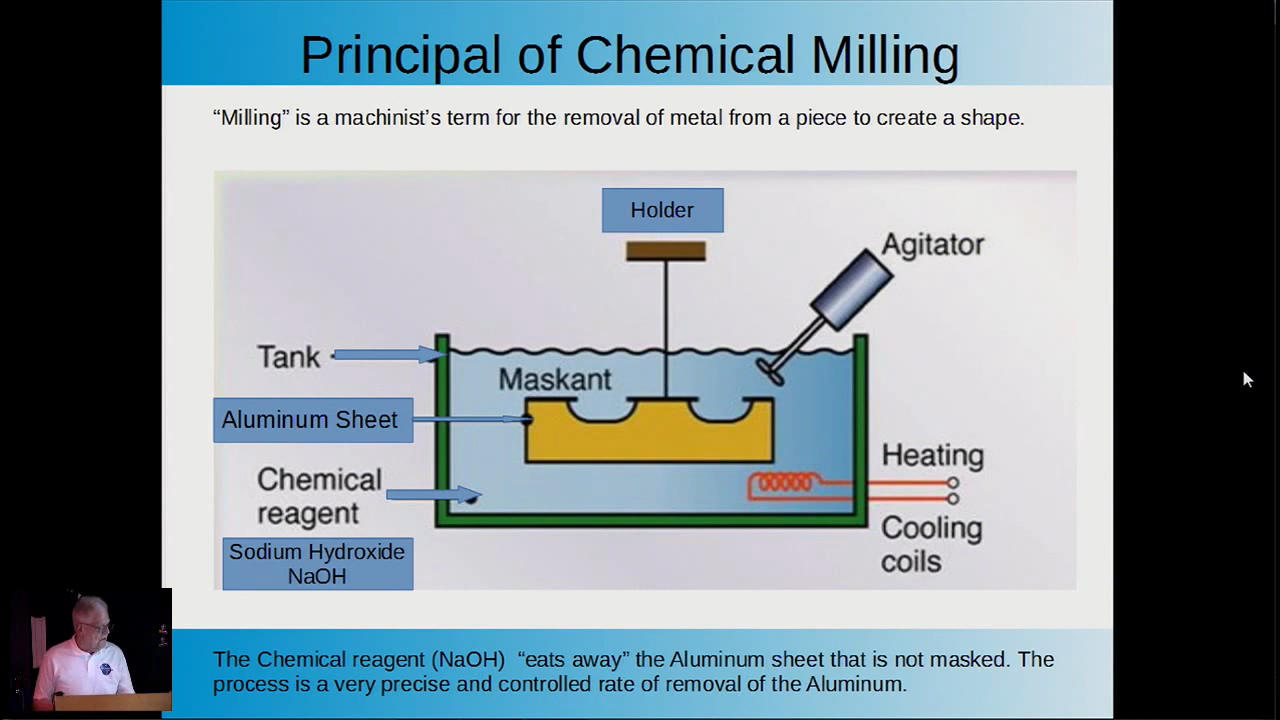 Principal of Chemical Milling
“Milling” is a machinist’s term for the removal of metal from a piece to create a shape.
Holder
Agitator
Tank
Maskant
Aluminum Sheet
Heating
Chemical
reagent
Cooling
coils
Sodium Hydroxide
NaOH
The Chemical reagent (NaOH) “eats away” the Aluminum sheet that is not masked. The
process is a very precise and controlled rate of removal of the Aluminum.